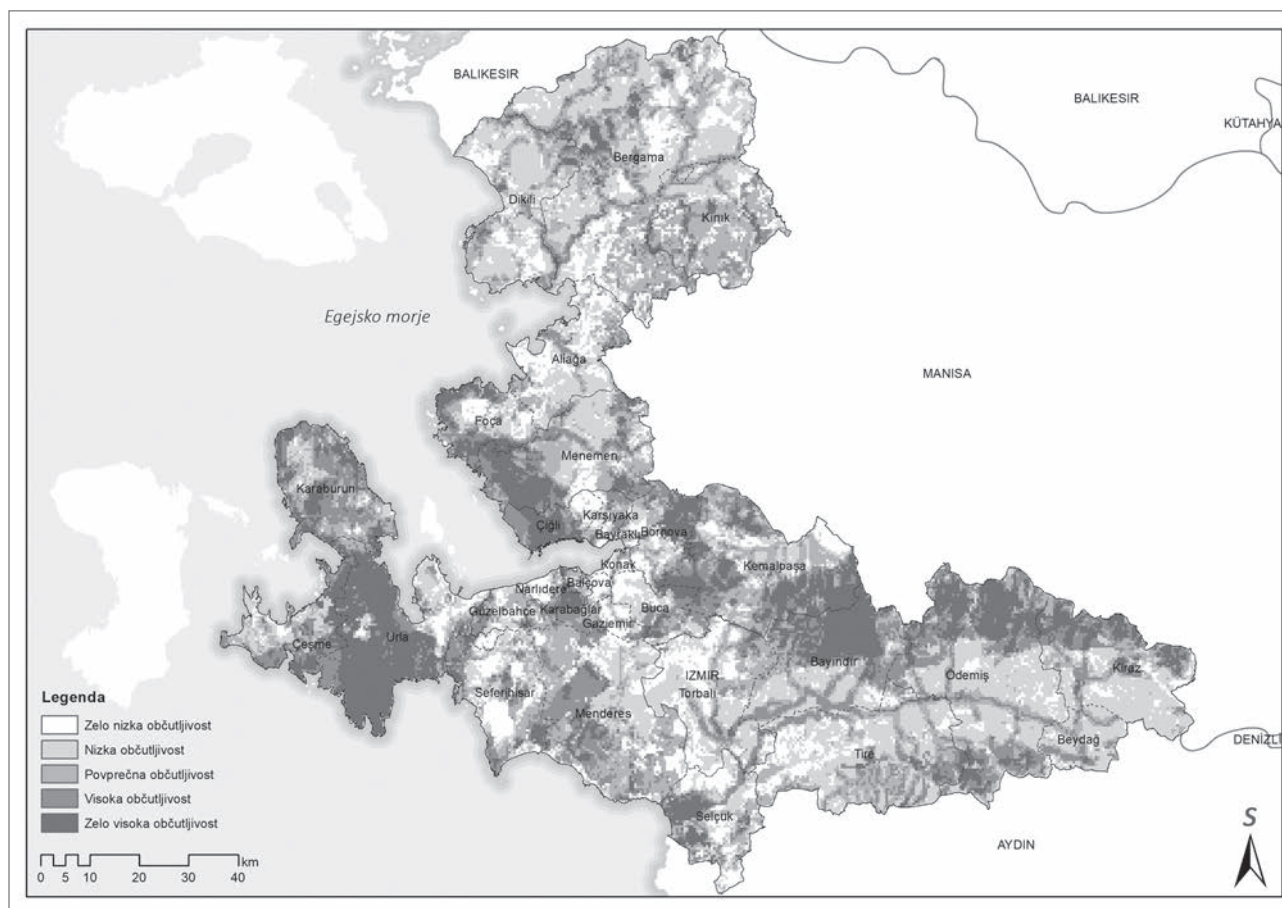 BALIKESIR
BALIKESIR
KÜTAHYA
Bergama
Dikili
Kınık
Egejsko morje
Aliağa
MANISA
Foça
Menemen
Karaburun
Karşıyaka
Çiğli
Bayraklı
Bornova
Konak
Kemalpaşa
Narlıdere
Balçova
Güzelbahçe
Karabağlar
Buca
Gaziemir
Çeşme
Urla
Bayındır
Kiraz
IZMIR
Ödemiş
Seferihisar
Torbalı
Menderes
Beydağ
DENİZLİ
Tire
Selçuk
AYDIN
Legenda
Zelo nizka občutljivost
Nizka občutljivost
Povprečna občutljivost
Visoka občutljivost
Zelo visoka občutljivost
km
0 5 10 20 30 40
S